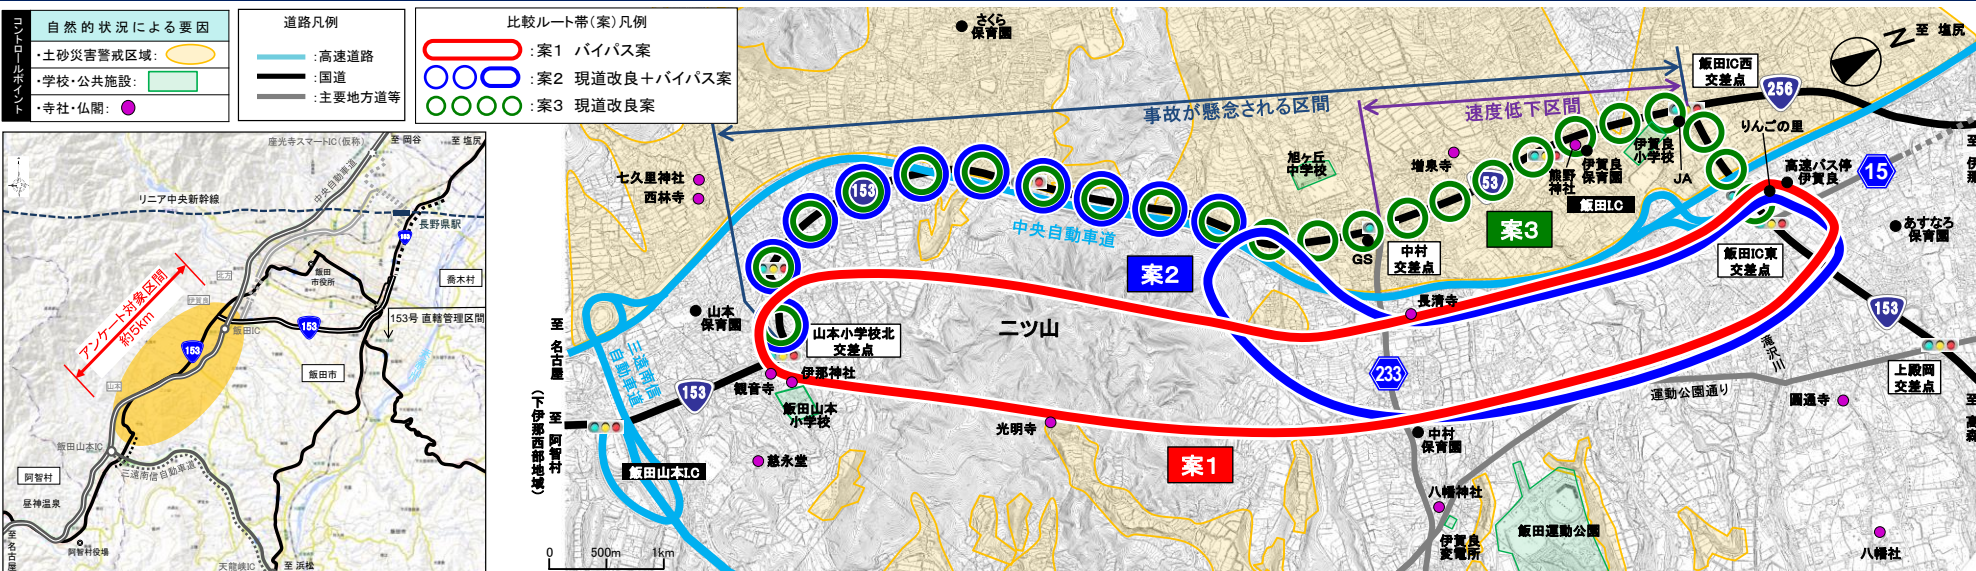 コントロールポイント
自然的状況による要因
・土砂災害警戒区域:
・学校・公共施設:
・寺社・仏閣:
道路凡例
:高速道路
:国道
:主要地方道等
比較ルート帯(案)凡例
:案1 バイパス案
:案2 現道改良+バイパス案
:案3 現道改良案
座光寺スマートIC(仮称)
至 岡谷
至 塩尻
中央自動車道
リニア中央新幹線
長野県駅
153
飯田
市役所
喬木村
北方
伊賀良
アンケート対象区間
約5km
飯田IC
153
153
153号 直轄管理区間
山本
飯田市
飯田山本IC
三遠南信自動車道
阿智村
昼神温泉
至 名古屋
阿智村役場
天龍峡IC
至 浜松
さくら
保育園
至 塩尻
飯田IC西
交差点
256
事故が懸念される区間
速度低下区間
りんごの里
旭ヶ丘
中学校
増泉寺
伊賀良
小学校
伊賀良
保育園
熊野
神社
JA
高速バス停
伊賀良
15
七久里神社
西林寺
153
53
飯田I.C
案3
あすなろ
保育園
中央自動車道
GS
中村
交差点
飯田IC東
交差点
案2
山本
保育園
長清寺
二ツ山
山本小学校北
交差点
153
滝沢川
至 名古屋
三遠南信
自動車道
伊那神社
観音寺
153
飯田山本
小学校
233
運動公園通り
上殿岡
交差点
圓通寺
至 阿智村
(下伊那西部地域)
光明寺
中村
保育園
飯田山本I.C
慈永堂
案1
八幡神社
伊賀良
変電所
飯田運動公園
八幡社
0
500m
1km